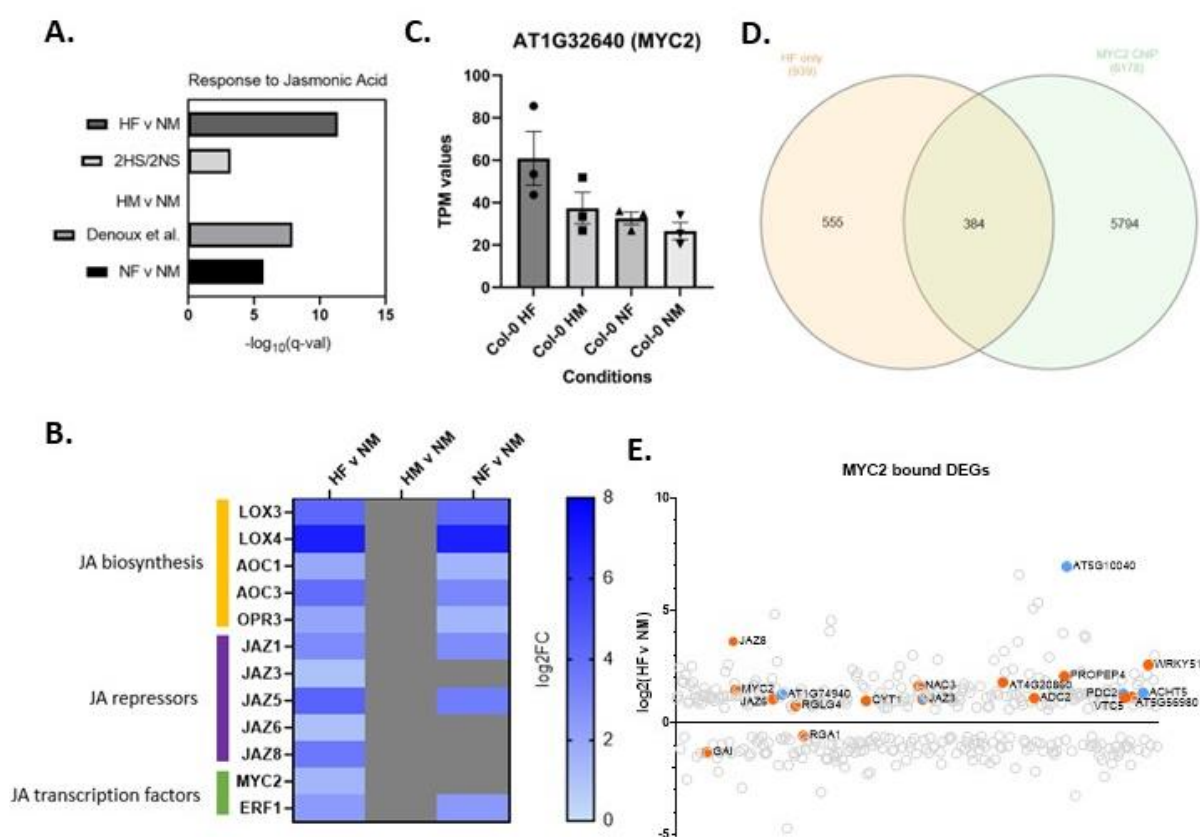 A.
Response to Jasmonic Acid
HF v NM
2HS/2NS
HM v NM
Denoux et al.
NF v NM
0 5 10 15
-log10(q-val)
C.
AT1G32640 (MYC2)
TPM values
100
80
60
40
20
0
Col-0 HF
Col-0 HM
Col-0 NF
Col-0 NM
Conditions
D.
HF only
(939)
MYC2 ChIP
(6178)
555
384
5794
B.
HF v NM
HM v NM
NF v NM
JA biosynthesis
LOX3
LOX4
AOC1
AOC3
OPR3
JA repressors
JAZ1
JAZ3
JAZ5
JAZ6
JAZ8
JA transcription factors
MYC2
ERF1
log2FC
8
6
4
2
0
E.
MYC2 bound DEGs
log2(HF v NM)
10
5
0
-5
AT5G10040
JAZ8
WRKY51
PROPEP4
MYC2
AT1G74940
NAC3
AT4G20860
PDC2
ACHT5
JAZ6
RGLG4
CYT1
JAZ3
ADC2
VTC5
AT5G56980
RGA1
GAI